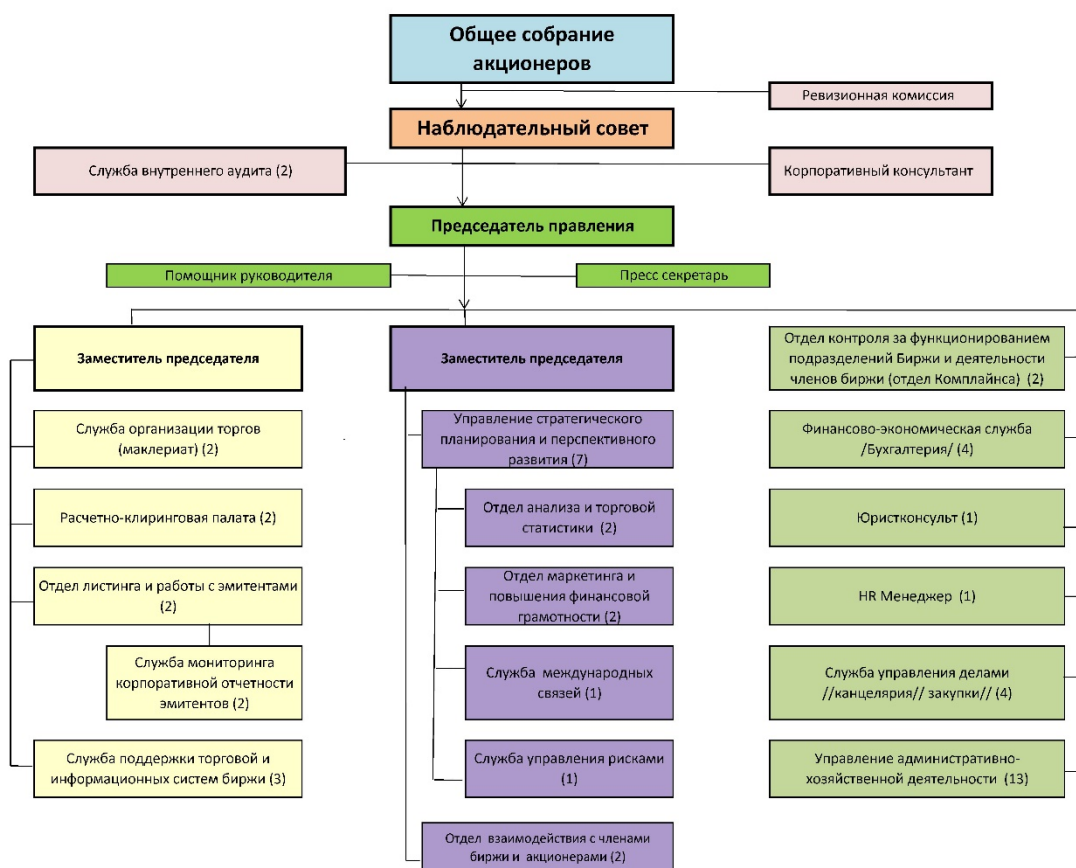 Общее собрание
акционеров
Ревизионная комиссия
Наблюдательный совет
Служба внутреннего аудита (2)
Корпоративный консультант
Председатель правления
Помощник руководителя
Пресс секретарь
Заместитель председателя
Служба организации торгов
(маклериат) (2)
Расчетно-клиринговая палата (2)
Отдел листинга и работы с эмитентами
(2)
Служба мониторинга
корпоративной отчетности
эмитентов (2)
Служба поддержки торговой и
информационных систем биржи (3)
Заместитель председателя
Управление стратегического
планирования и перспективного
развития (7)
Отдел анализа и торговой
статистики (2)
Отдел маркетинга и
повышения финансовой
грамотности (2)
Служба международных
связей (1)
Служба управления рисками
(1)
Отдел взаимодействия с членами
биржи и акционерами (2)
Отдел контроля за функционированием
подразделений Биржи и деятельности
членов биржи (отдел Комплайнса) (2)
Финансово-экономическая служба
/Бухгалтерия/ (4)
Юристконсульт (1)
HR Менеджер (1)
Служба управления делами
//канцелярия// закупки// (4)
Управление административно-
хозяйственной деятельности (13)